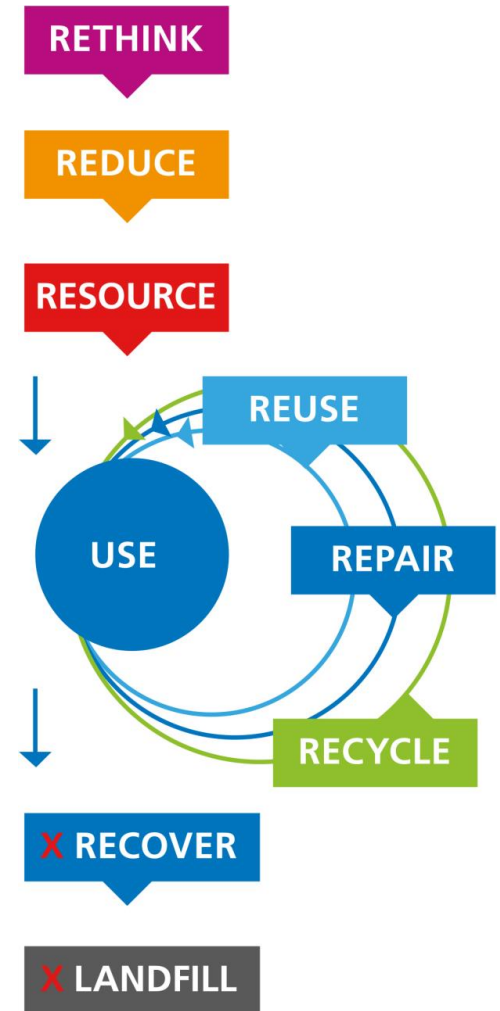 RETHINK
REDUCE
RESOURCE
REUSE
USE
REPAIR
RECYCLE
X RECOVER
X LANDFILL